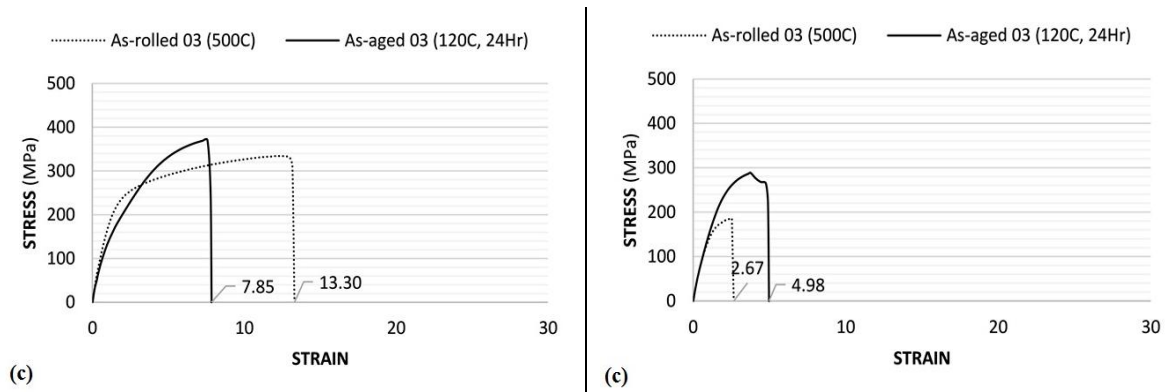 As-rolled 03 (500C) As-aged 03 (120C, 24Hr)
500
400
300
200
100
0
STRESS (MPa)
7.85
13.30
0 10 20 30
STRAIN
(c)
As-rolled 03 (500C) As-aged 03 (120C, 24Hr)
500
400
300
200
100
0
STRESS (MPa)
2.67
4.98
0 10 20 30
STRAIN
(c)